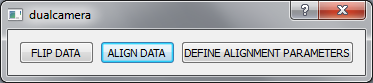 dualcamera
FLIP DATA ALIGN DATA DEFINE ALIGNMENT PARAMETERS